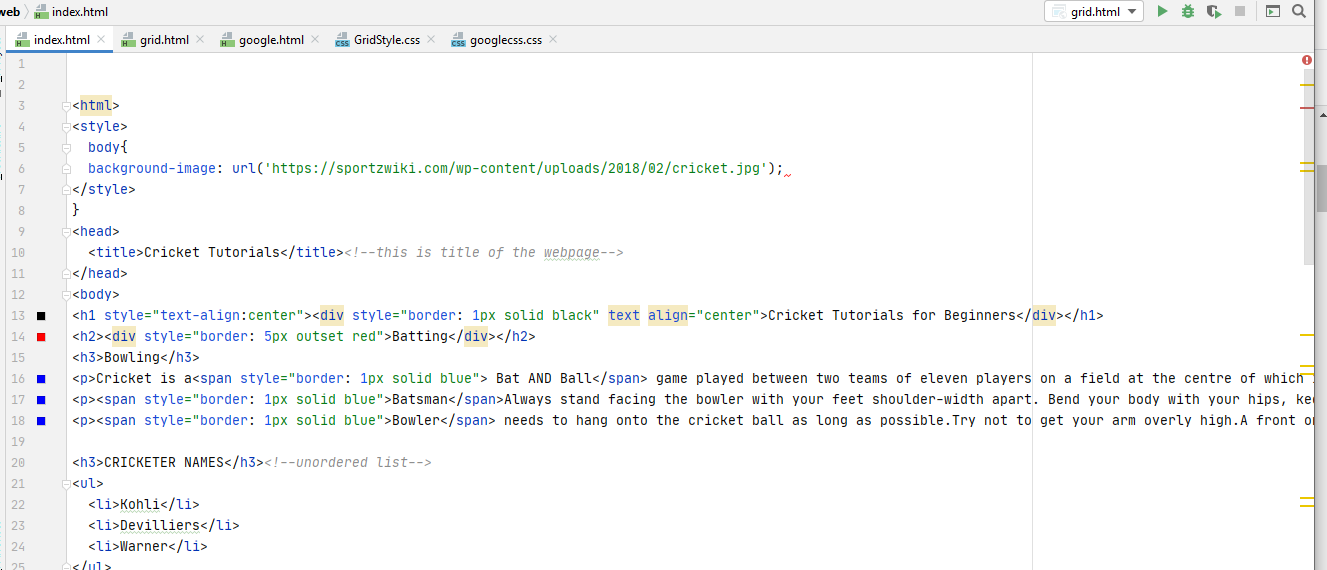 web index.html grid.html
index.html grid.html google.html GridStyle.css googlecss.css
1
2
3 <html>
4 <style>
5 body{
6 background-image: url('https://sportzwiki.com/wp-content/uploads/2018/02/cricket.jpg');
7 </style>
8 }
9 <head>
10 <title>Cricket Tutorials</title><!--this is title of the webpage-->
11 </head>
12 <body>
13 <h1 style="text-align:center"><div style="border: 1px solid black" text align="center">Cricket Tutorials for Beginners</div></h1>
14 <h2><div style="border: 5px outset red">Batting</div></h2>
15 <h3>Bowling</h3>
16 <p>Cricket is a<span style="border: 1px solid blue"> Bat AND Ball</span> game played between two teams of eleven players on a field at the centre of which
17 <p><span style="border: 1px solid blue">Batsman</span>Always stand facing the bowler with your feet shoulder-width apart. Bend your body with your hips,
18 <p><span style="border: 1px solid blue">Bowler</span> needs to hang onto the cricket ball as long as possible.Try not to get your arm overly high.A front
19
20 <h3>CRICKETER NAMES</h3><!--unordered list-->
21 <ul>
22 <li>Kohli</li>
23 <li>Devilliers</li>
24 <li>Warner</li>
25 </ul>